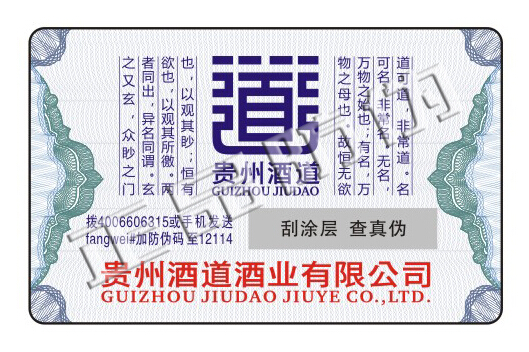 道可道，非常道。名
可名，非常名。无名，
万物之始也；有名，万
物之母也。故恒无欲
也，以观其眇；恒有
欲也，以观其所徼。两
者同出，异名同谓。玄
之又玄，众眇之门
道
贵州酒道
GUIZHOU JIUDAO
拨4006606315或手机发送
fangwei#加防伪码至12114
刮涂层 查真伪
贵州酒道酒业有限公司
GUIZHOU JIUDAO JIUYE CO.,LTD.
正品防伪